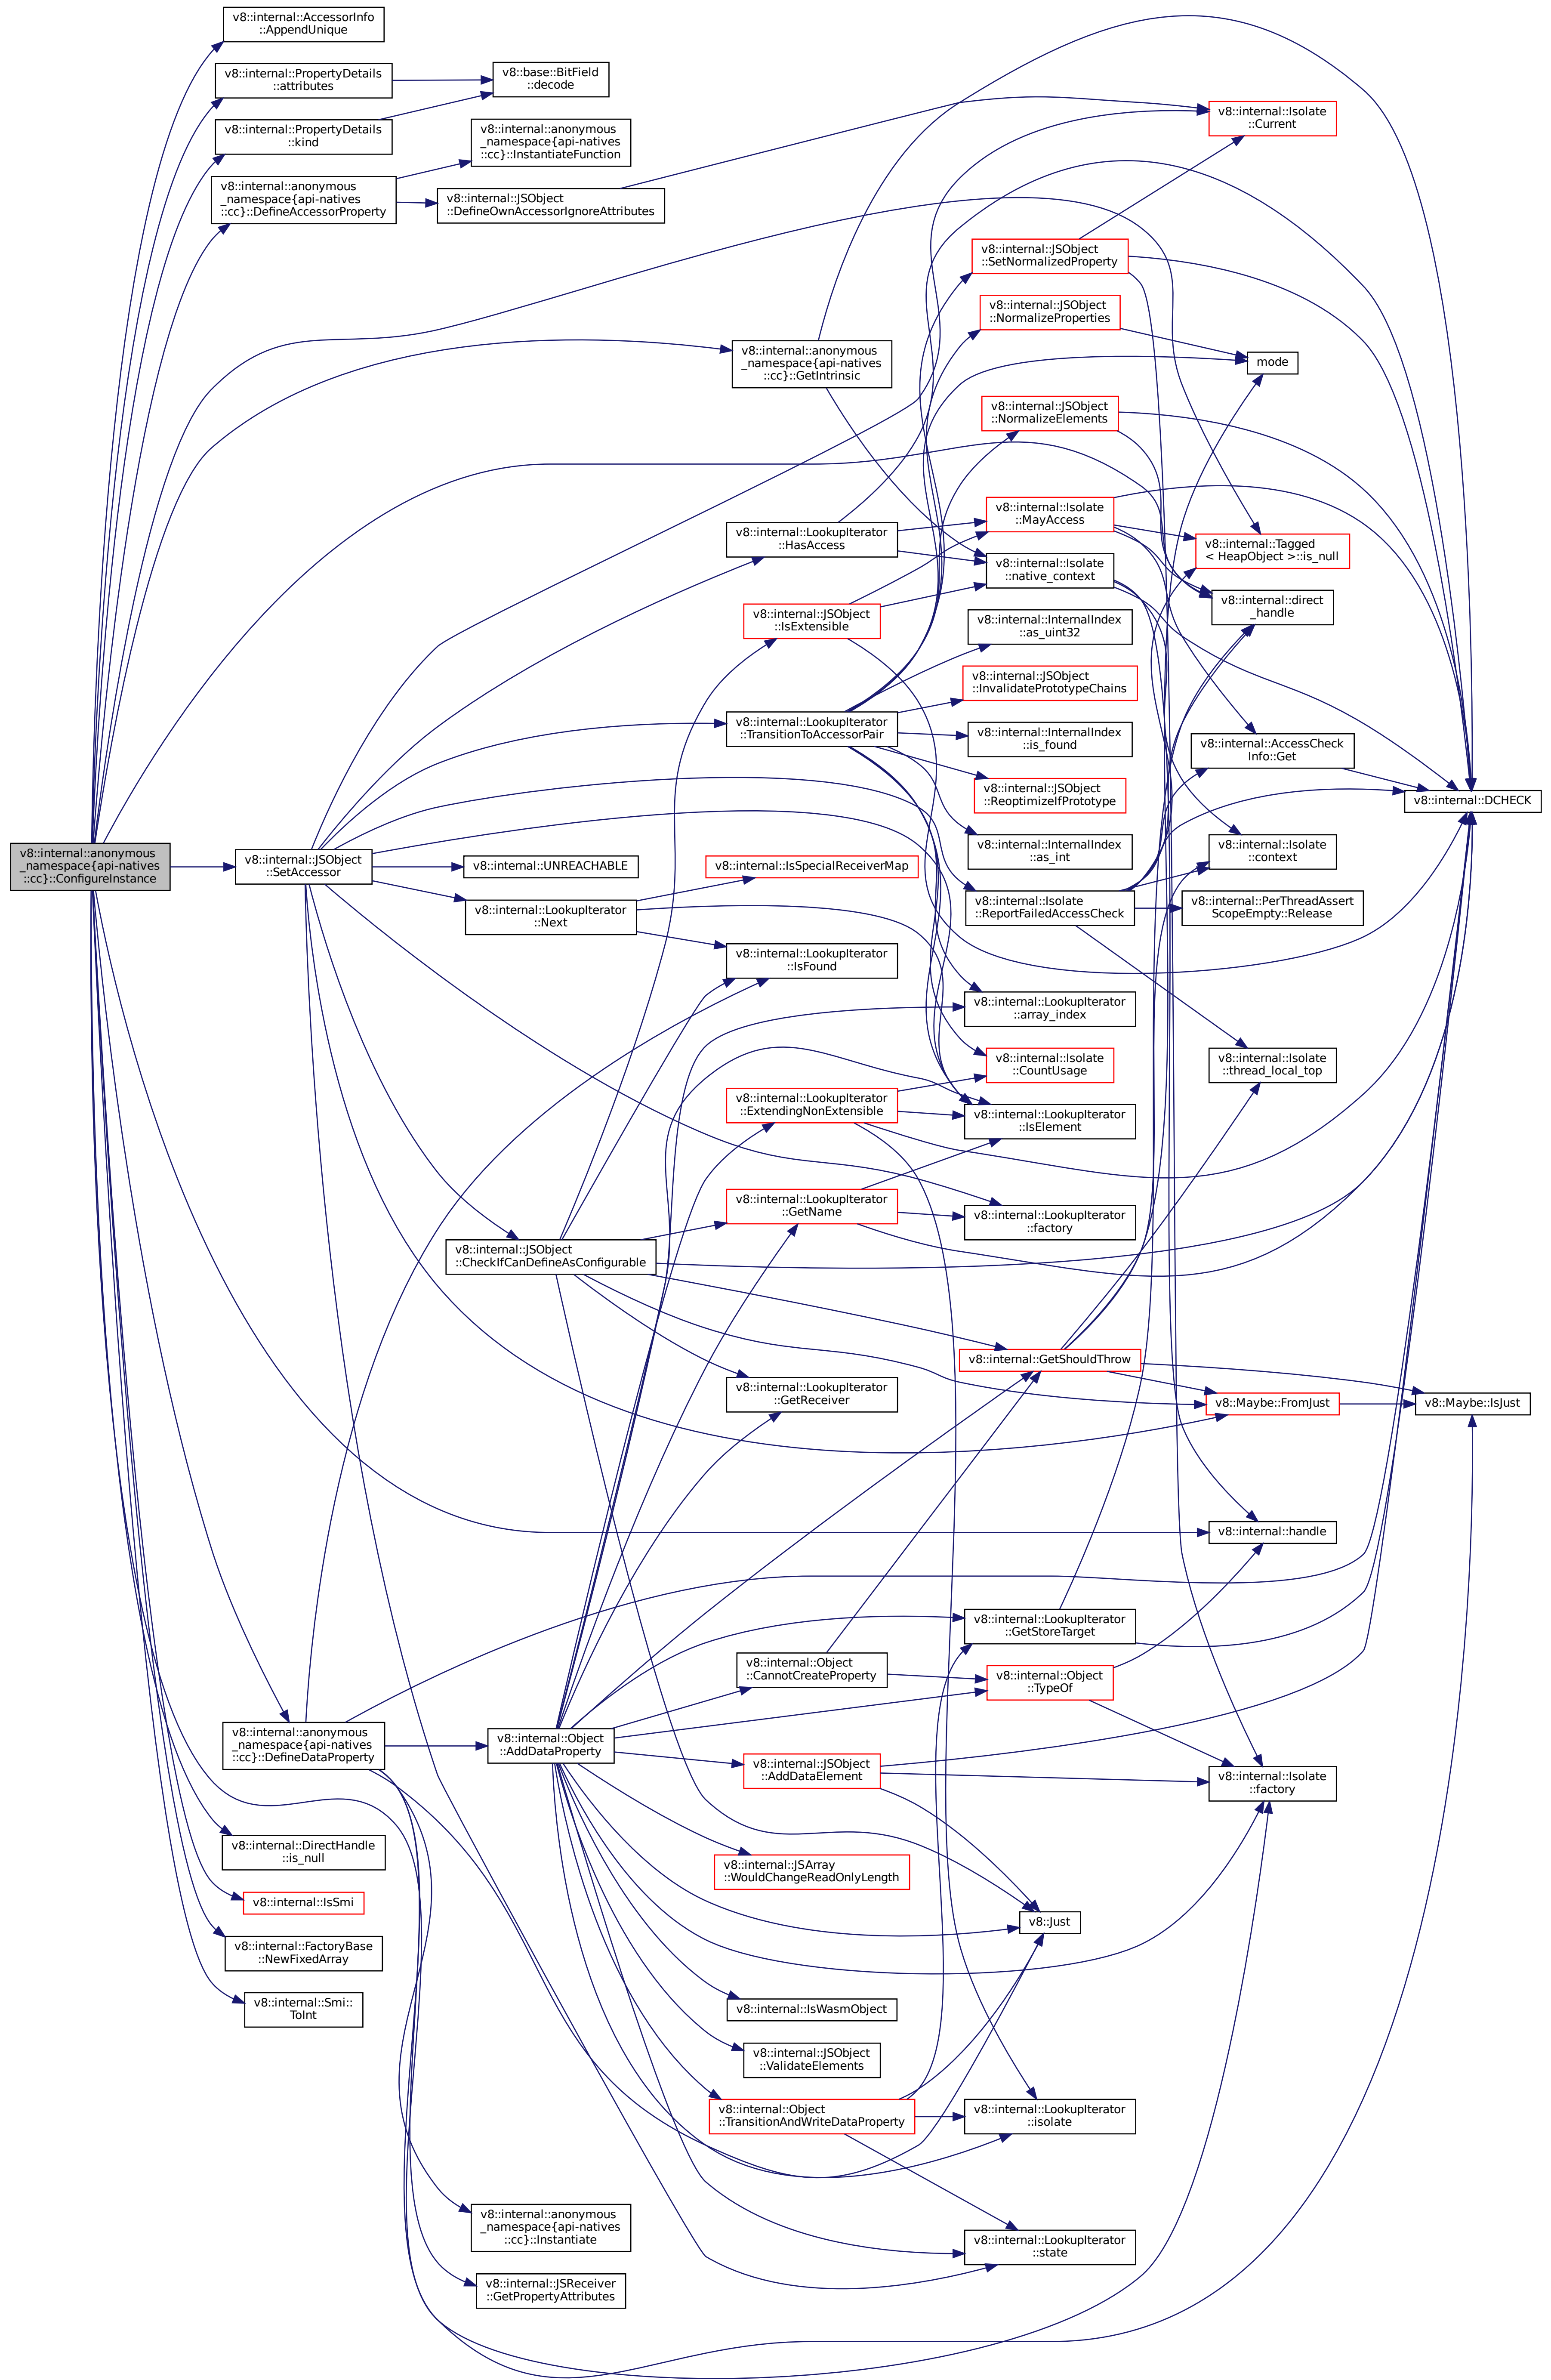 v8::internal::AccessorInfo
::AppendUnique
v8::internal::PropertyDetails
::attributes
v8::base::BitField
::decode
v8::internal::PropertyDetails
::kind
v8::internal::anonymous
_namespace{api-natives
::cc}::InstantiateFunction
v8::internal::anonymous
_namespace{api-natives
::cc}::DefineAccessorProperty
v8::internal::JSObject
::DefineOwnAccessorIgnoreAttributes
v8::internal::Isolate
::Current
v8::internal::JSObject
::SetNormalizedProperty
v8::internal::JSObject
::NormalizeProperties
v8::internal::anonymous
_namespace{api-natives
::cc}::GetIntrinsic
mode
v8::internal::JSObject
::NormalizeElements
v8::internal::LookupIterator
::HasAccess
v8::internal::Isolate
::MayAccess
v8::internal::Tagged
< HeapObject >::is_null
v8::internal::Isolate
::native_context
v8::internal::direct
_handle
v8::internal::JSObject
::IsExtensible
v8::internal::InternalIndex
::as_uint32
v8::internal::JSObject
::InvalidatePrototypeChains
v8::internal::LookupIterator
::TransitionToAccessorPair
v8::internal::InternalIndex
::is_found
v8::internal::AccessCheck
Info::Get
v8::internal::JSObject
::ReoptimizeIfPrototype
v8::internal::DCHECK
v8::internal::anonymous
_namespace{api-natives
::cc}::ConfigureInstance
v8::internal::JSObject
::SetAccessor
v8::internal::UNREACHABLE
v8::internal::IsSpecialReceiverMap
v8::internal::InternalIndex
::as_int
v8::internal::Isolate
::context
v8::internal::LookupIterator
::Next
v8::internal::Isolate
::ReportFailedAccessCheck
v8::internal::PerThreadAssert
ScopeEmpty::Release
v8::internal::LookupIterator
::IsFound
v8::internal::LookupIterator
::array_index
v8::internal::Isolate
::CountUsage
v8::internal::Isolate
::thread_local_top
v8::internal::LookupIterator
::ExtendingNonExtensible
v8::internal::LookupIterator
::IsElement
v8::internal::LookupIterator
::GetName
v8::internal::LookupIterator
::factory
v8::internal::JSObject
::CheckIfCanDefineAsConfigurable
v8::internal::GetShouldThrow
v8::internal::LookupIterator
::GetReceiver
v8::Maybe::FromJust
v8::Maybe::IsJust
v8::internal::handle
v8::internal::LookupIterator
::GetStoreTarget
v8::internal::Object
::CannotCreateProperty
v8::internal::Object
::TypeOf
v8::internal::anonymous
_namespace{api-natives
::cc}::DefineDataProperty
v8::internal::Object
::AddDataProperty
v8::internal::JSObject
::AddDataElement
v8::internal::Isolate
::factory
v8::internal::DirectHandle
::is_null
v8::internal::JSArray
::WouldChangeReadOnlyLength
v8::internal::IsSmi
v8::Just
v8::internal::FactoryBase
::NewFixedArray
v8::internal::IsWasmObject
v8::internal::Smi::
ToInt
v8::internal::JSObject
::ValidateElements
v8::internal::Object
::TransitionAndWriteDataProperty
v8::internal::LookupIterator
::isolate
v8::internal::anonymous
_namespace{api-natives
::cc}::Instantiate
v8::internal::LookupIterator
::state
v8::internal::JSReceiver
::GetPropertyAttributes